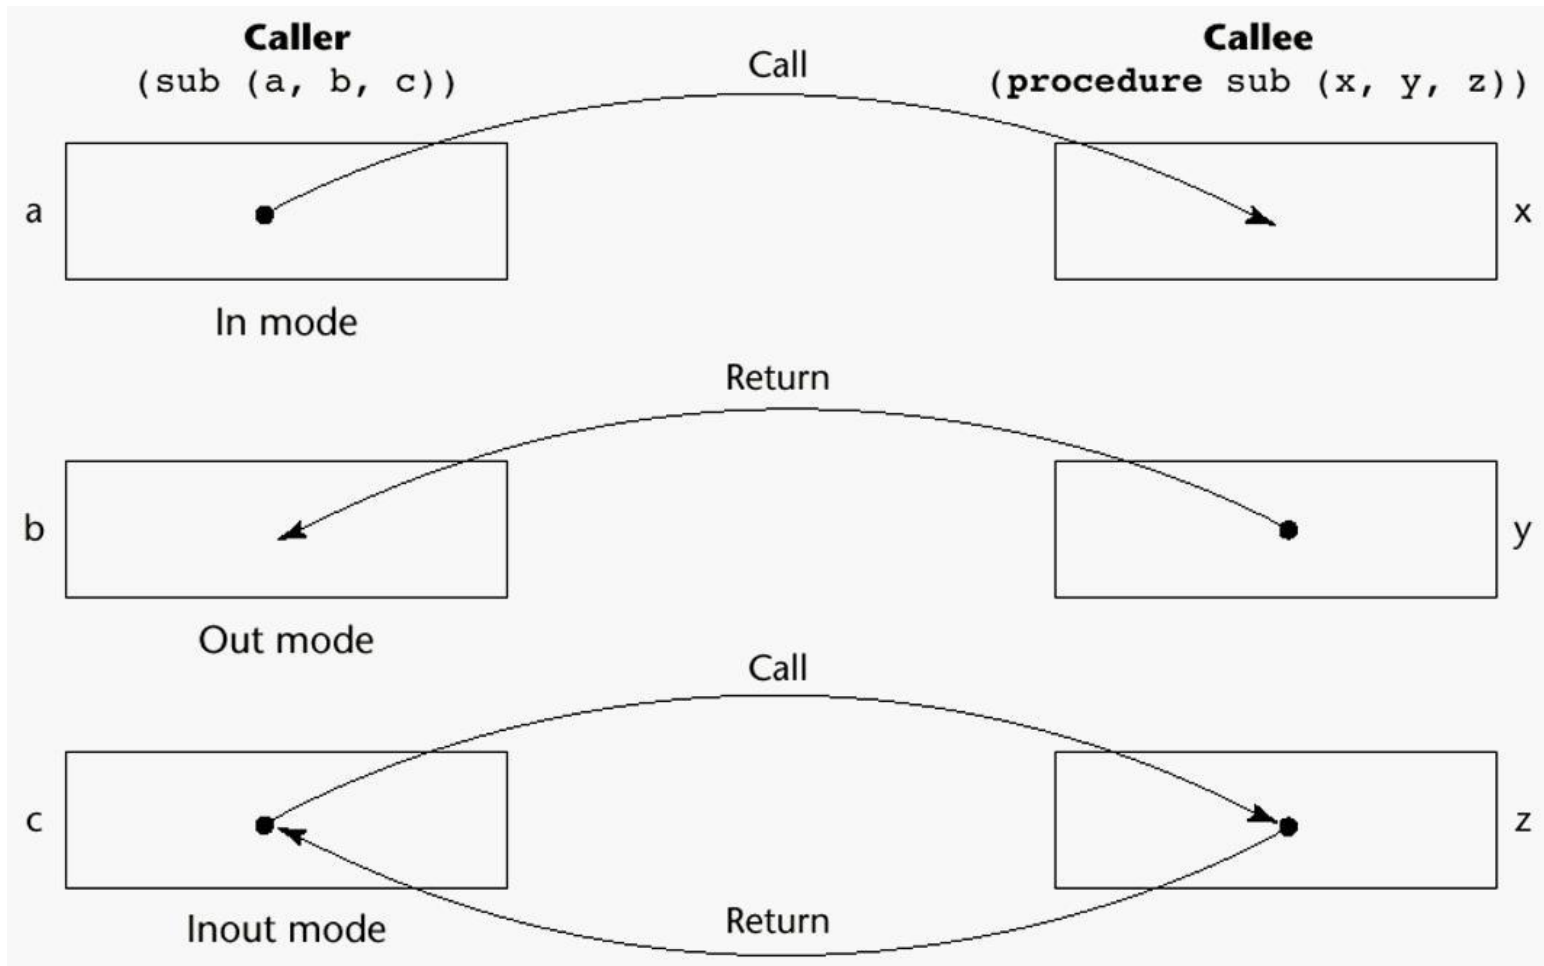 Caller
Callee
(sub (a, b, c))
Call
(procedure sub (x, y, z))
a
x
In mode
Return
b
y
Out mode
Call
c
z
Inout mode
Return